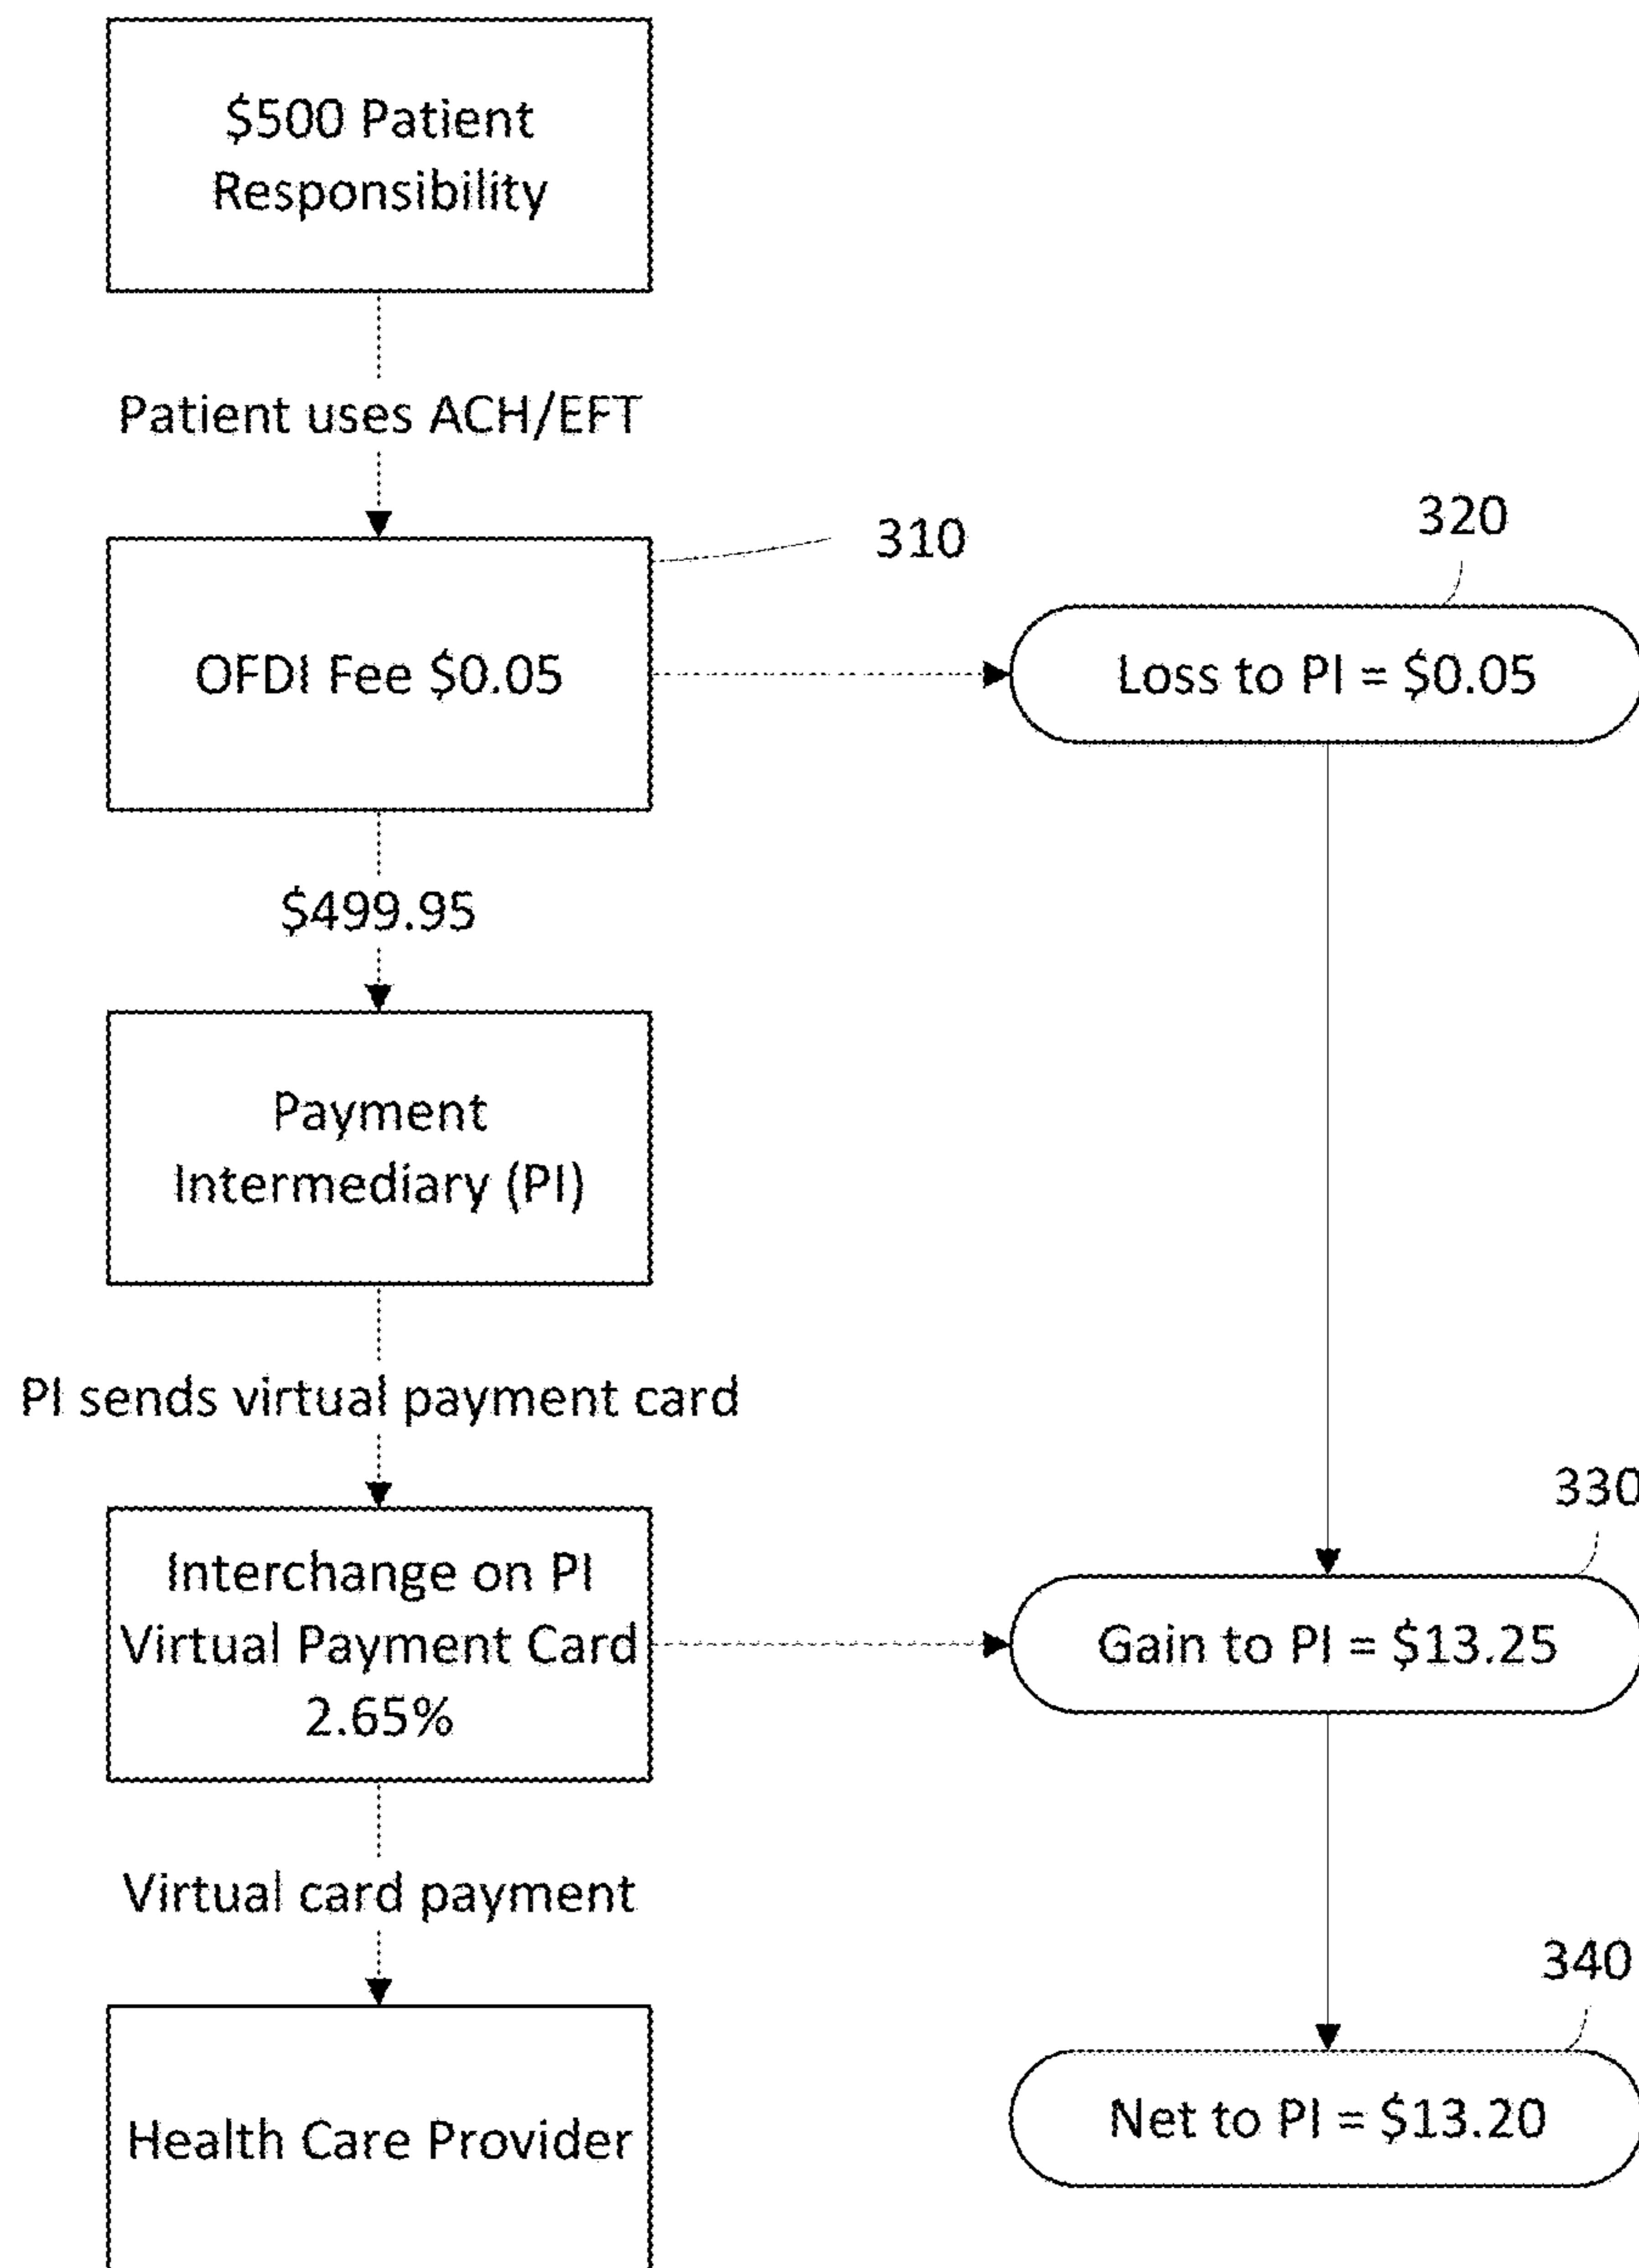 $500 Patient
Responsibility
Patient uses ACH/EFT
310
320
OFDI Fee $0.05
Loss to PI = $0.05
$499.95
Payment
Intermediary (PI)
PI sends virtual payment card
330
Interchange on PI
Virtual Payment Card
2.65%
Gain to PI = $13.25
Virtual card payment
340
Health Care Provider
Net to PI = $13.20